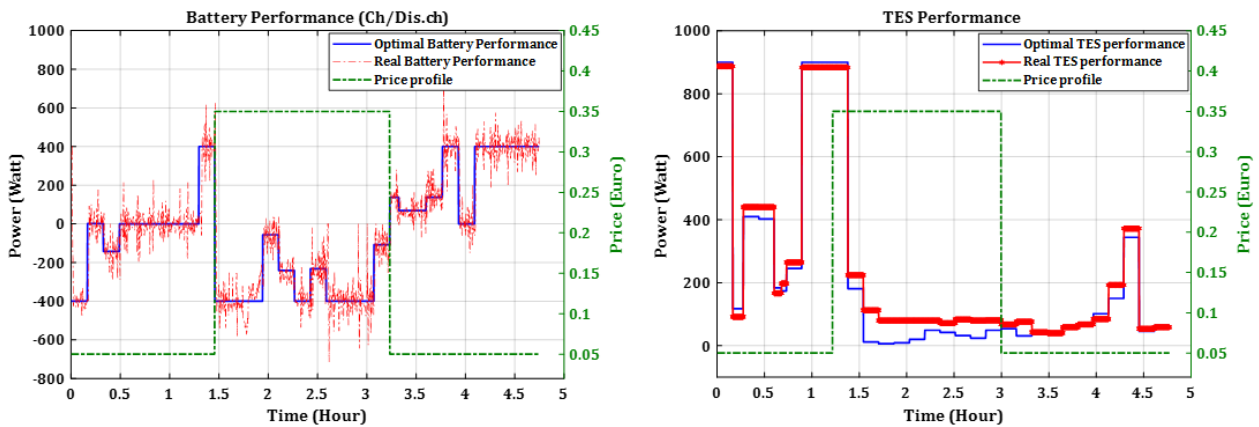 Battery Performance (Ch/Dis.ch)
1000
800
600
400
200
0
-200
-400
-600
-800
Power (Watt)
Optimal Battery Performance
Real Battery Performance
Price profile
0.45
0.4
0.35
0.3
0.25
0.2
0.15
0.1
0.05
Price (Euro)
0 0.5 1 1.5 2 2.5 3 3.5 4 4.5 5
Time (Hour)
TES Performance
1000
800
600
400
200
0
Power (Watt)
Optimal TES performance
Real TES performance
Price profile
0.45
0.4
0.35
0.3
0.25
0.2
0.15
0.1
0.05
Price (Euro)
0 0.5 1 1.5 2 2.5 3 3.5 4 4.5 5
Time (Hour)